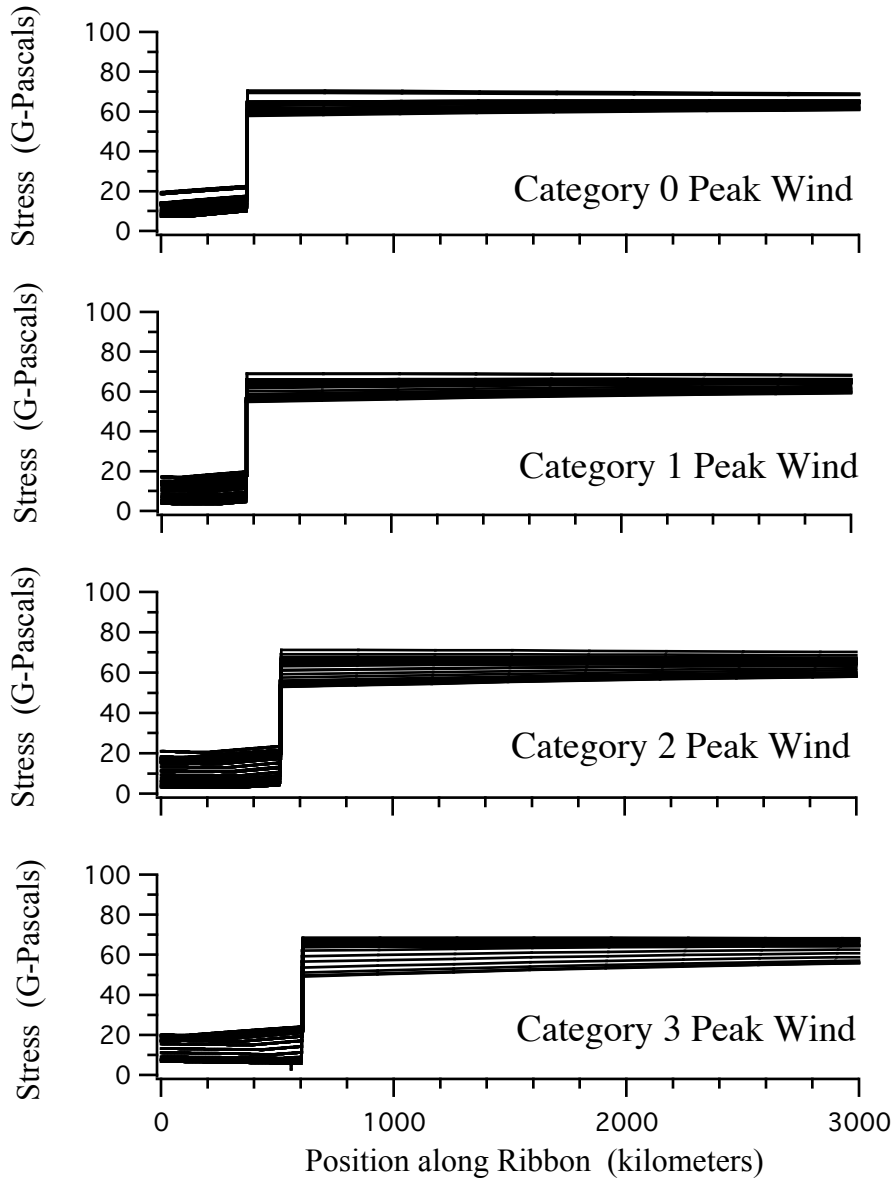 Stress (G-Pascals)
100
80
60
40
20
0
Category 0 Peak Wind
Stress (G-Pascals)
100
80
60
40
20
0
Category 1 Peak Wind
Stress (G-Pascals)
100
80
60
40
20
0
Category 2 Peak Wind
Stress (G-Pascals)
100
80
60
40
20
0
Category 3 Peak Wind
0 1000 2000 3000
Position along Ribbon (kilometers)